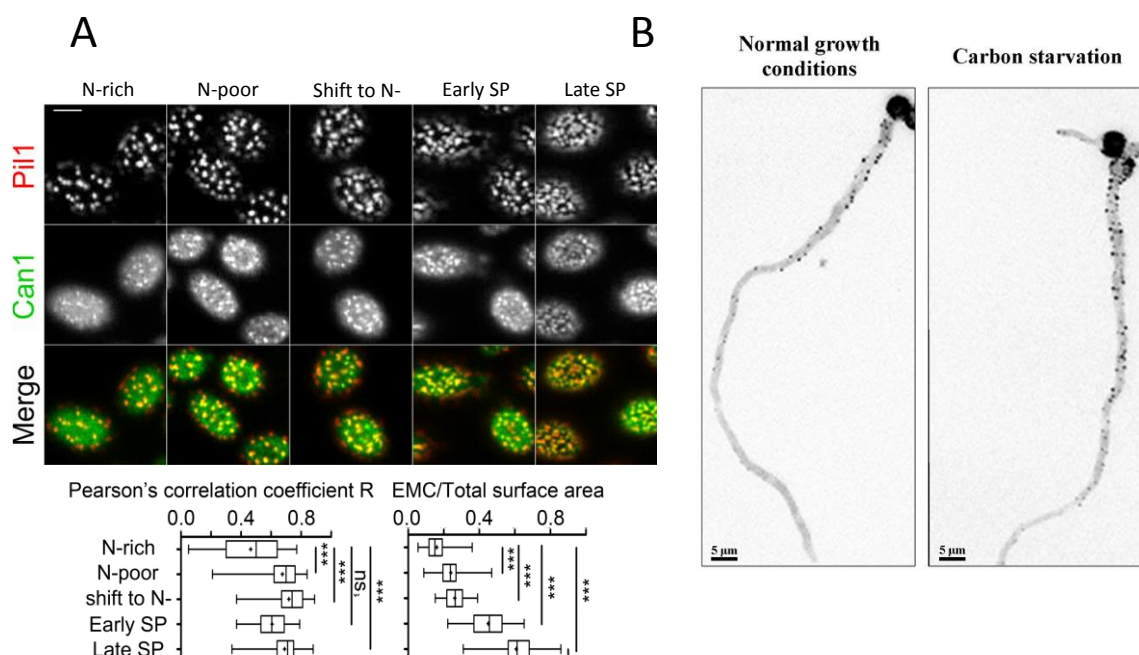 A
B
N-rich
N-poor
Shift to N-
Early SP
Late SP
Pil1
Can1
Merge
Pearson's correlation coefficient R
0.0
0.4
0.8
N-rich
N-poor
shift to N-
Early SP
Late SP
***
***
ns,
***
EMC/Total surface area
0.0
0.4
0.8
***
***
***
***
Normal growth
conditions
Carbon starvation
5 µm
5 µm